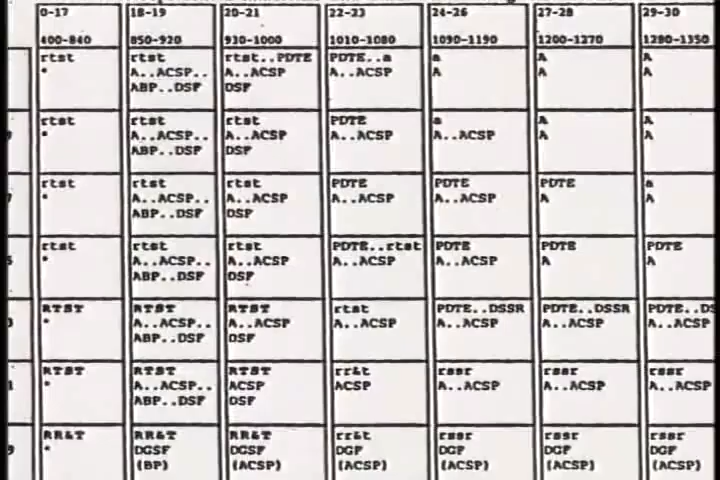 0-17 18-19 20-21 22-23 24-26 27-28 29-30
400-840 850-920 930-1000 1010-1080 1090-1190 1200-1270 1280-1350
rtst rtst rtst..PDTE PDTE..a a A A
* A..ACSP.. A..ACSP A..ACSP A A A
ABP..DSF DSF
rtst rtst rtst PDTE a A A
* A..ACSP.. A..ACSP A..ACSP A..ACSP A A
ABP..DSF DSF
rtst rtst rtst PDTE PDTE PDTE a
* A..ACSP.. A..ACSP A..ACSP A..ACSP A A
ABP..DSF DSF
rtst rtst rtst PDTE..rtst PDTE PDTE PDTE
* A..ACSP.. A..ACSP A..ACSP A..ACSP A A
ABP..DSF DSF
RTST RTST RTST rtst PDTE..DSSR PDTE..DSSR PDTE..DS
* A..ACSP.. A..ACSP A..ACSP A..ACSP A..ACSP A..ACSP
ABP..DSF DSF
RTST RTST RTST rr&t rssr rssr rssr
* A..ACSP.. ACSP ACSP A..ACSP A..ACSP A..ACSP
ABP..DSF DSF
RR&T RR&T RR&T rr&t rssr rssr rssr
* DGSF DGSF DGF DGF DGF DGF
(BP) (ACSP) (ACSP) (ACSP) (ACSP) (ACSP)